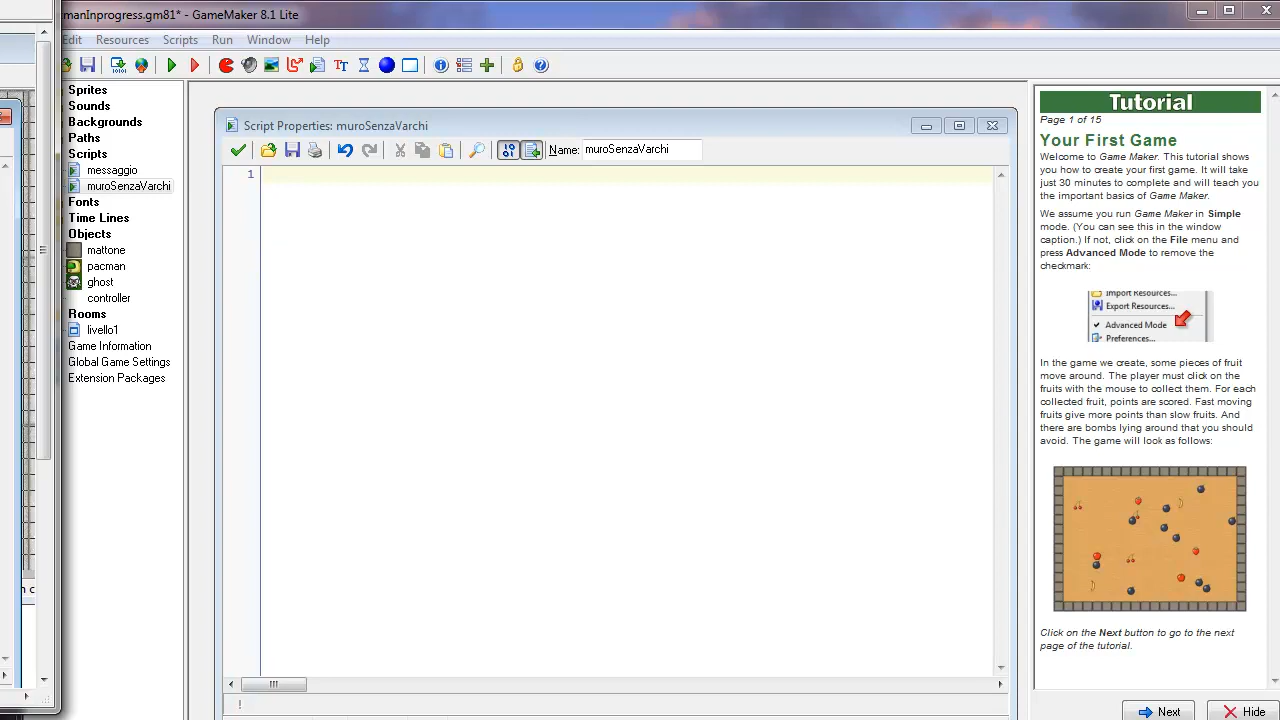 manInprogress.gm81* - GameMaker 8.1 Lite
Edit Resources Scripts Run Window Help
Sprites
Sounds
Backgrounds
Paths
Scripts
messaggio
muroSenzaVarchi
Fonts
Time Lines
Objects
mattone
pacman
ghost
controller
Rooms
livello1
Game Information
Global Game Settings
Extension Packages
Script Properties: muroSenzaVarchi
Name: muroSenzaVarchi
1
!
Tutorial
Page 1 of 15
Your First Game
Welcome to Game Maker. This tutorial shows
you how to create your first game. It will take
just 30 minutes to complete and will teach you
the important basics of Game Maker.
We assume you run Game Maker in Simple
mode. (You can see this in the window
caption.) If not, click on the File menu and
press Advanced Mode to remove the
checkmark:
Import Resources...
Export Resources...
Advanced Mode
Preferences...
In the game we create, some pieces of fruit
move around. The player must click on the
fruits with the mouse to collect them. For each
collected fruit, points are scored. Fast moving
fruits give more points than slow fruits. And
there are bombs lying around that you should
avoid. The game will look as follows:
Click on the Next button to go to the next
page of the tutorial.
Next Hide